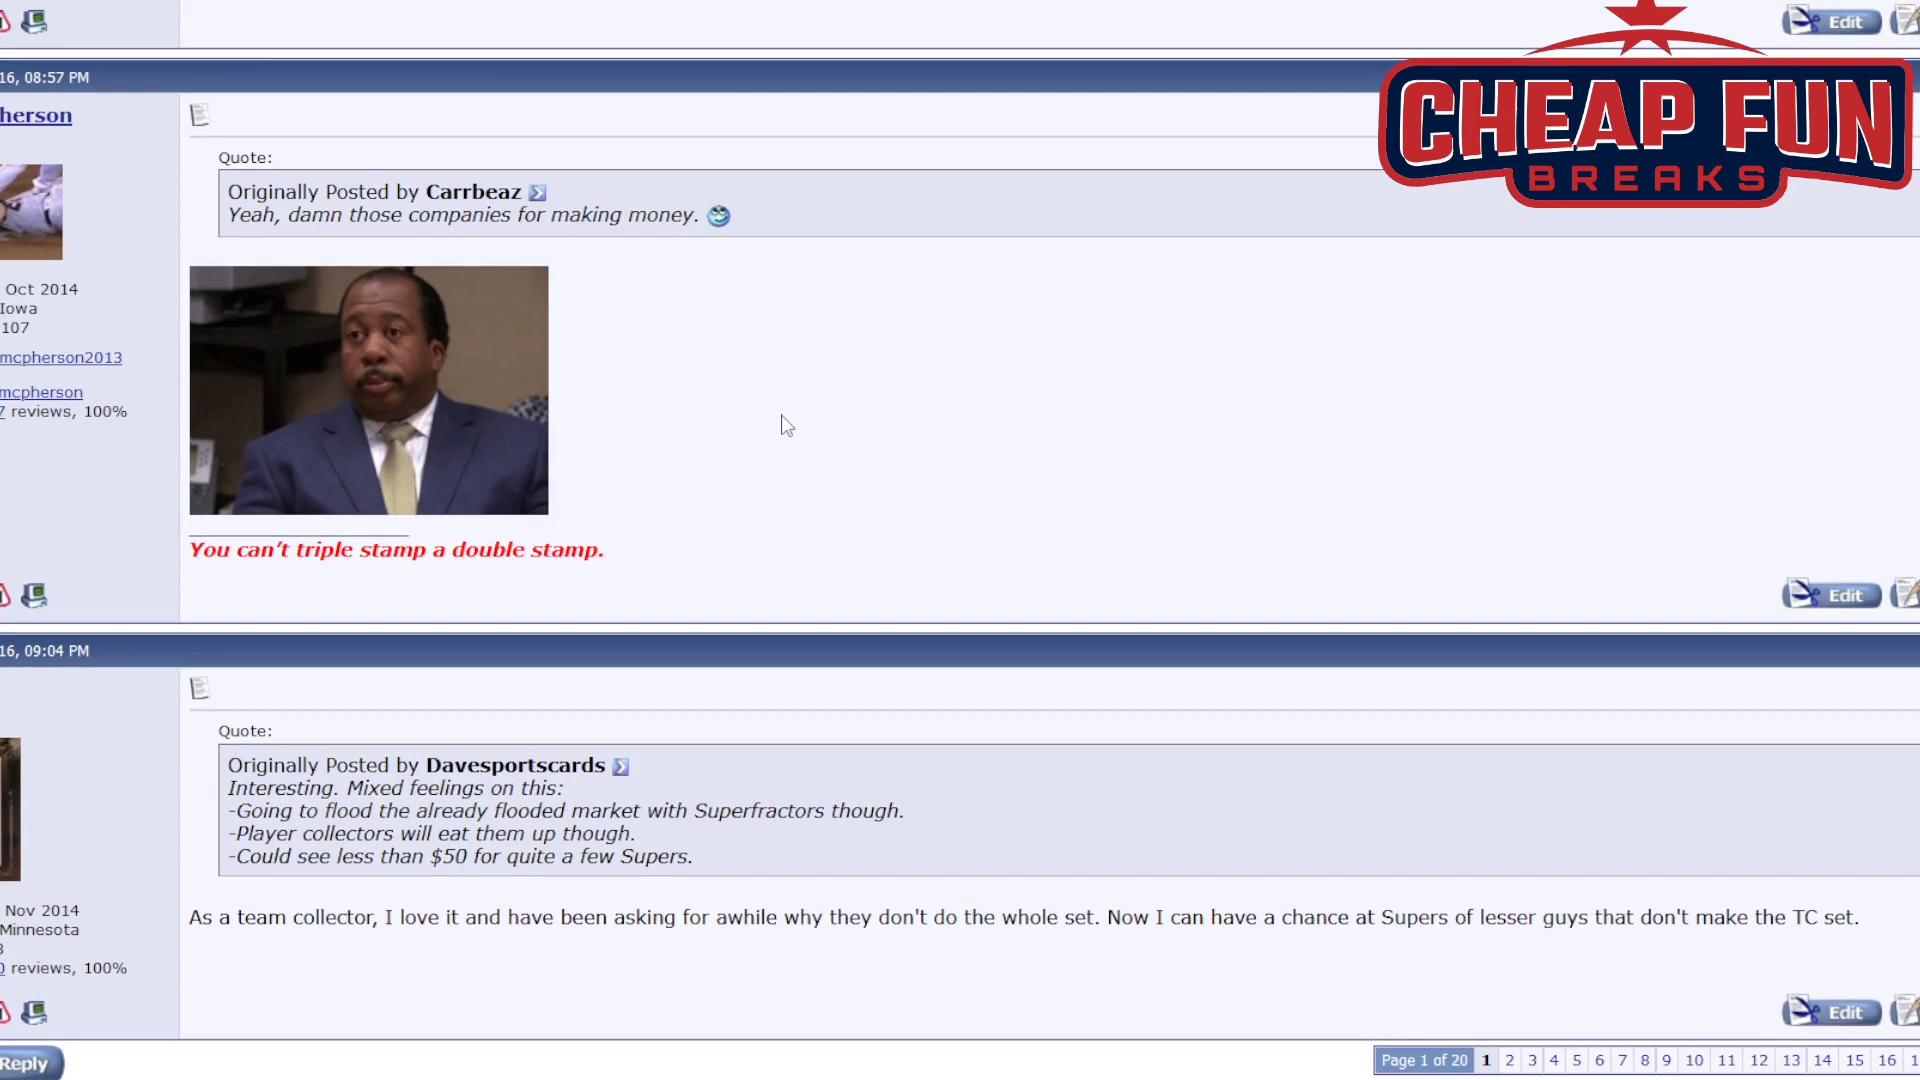 Edit
CHEAP FUN
BREAKS
16, 08:57 PM
herson
Quote:
Originally Posted by Carrbeaz
Yeah, damn those companies for making money.
Oct 2014
Iowa
107
mcpherson2013
mcpherson
7 reviews, 100%
You can't triple stamp a double stamp.
Edit
16, 09:04 PM
Quote:
Originally Posted by Davesportscards
Interesting. Mixed feelings on this:
-Going to flood the already flooded market with Superfractors though.
-Player collectors will eat them up though.
-Could see less than $50 for quite a few Supers.
Nov 2014
Minnesota
As a team collector, I love it and have been asking for awhile why they don't do the whole set. Now I can have a chance at Supers of lesser guys that don't make the TC set.
reviews, 100%
Edit
Reply
Page 1 of 20 1 2 3 4 5 6 7 8 9 10 11 12 13 14 15 16